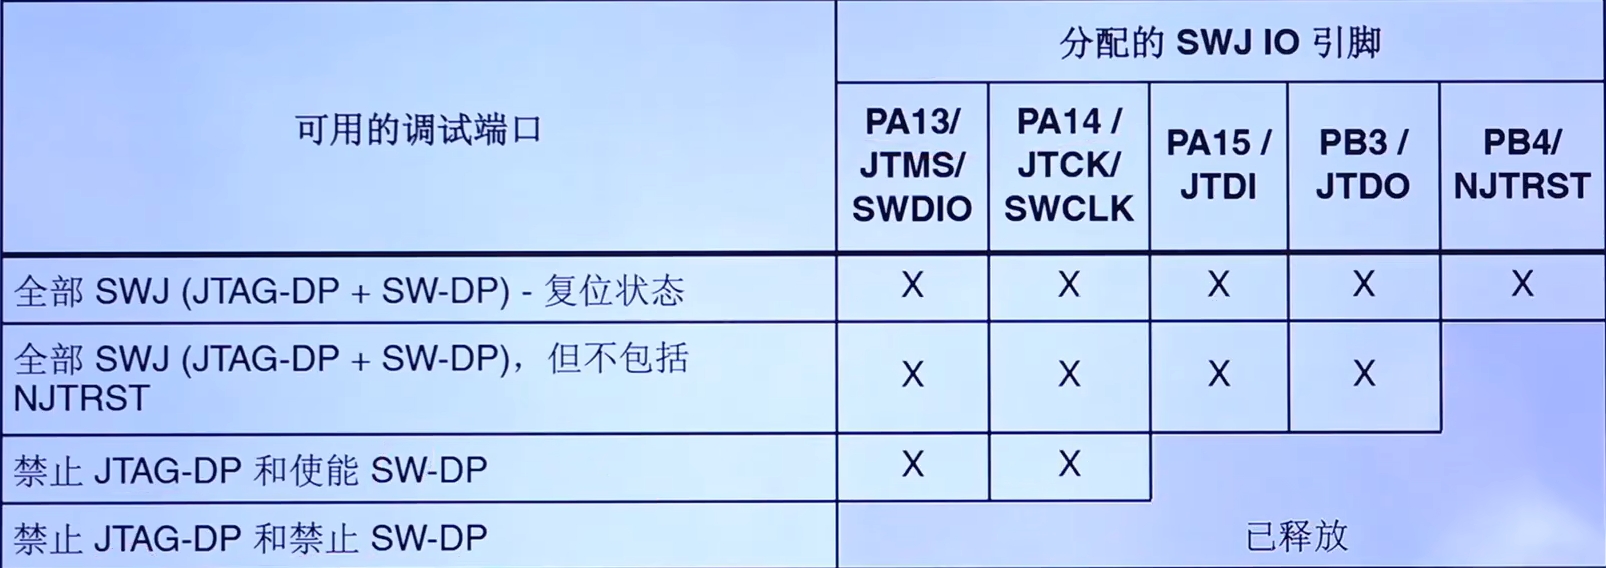 可用的调试端口
分配的 SWJ IO 引脚
PA13/
JTMS/
SWDIO
PA14 /
JTCK/
SWCLK
PA15 /
JTDI
PB3 /
JTDO
PB4/
NJTRST
全部 SWJ (JTAG-DP + SW-DP) - 复位状态
X X X X X
全部 SWJ (JTAG-DP + SW-DP)，但不包括
NJTRST
X X X X
禁止 JTAG-DP 和使能 SW-DP
X X
禁止 JTAG-DP 和禁止 SW-DP
已释放